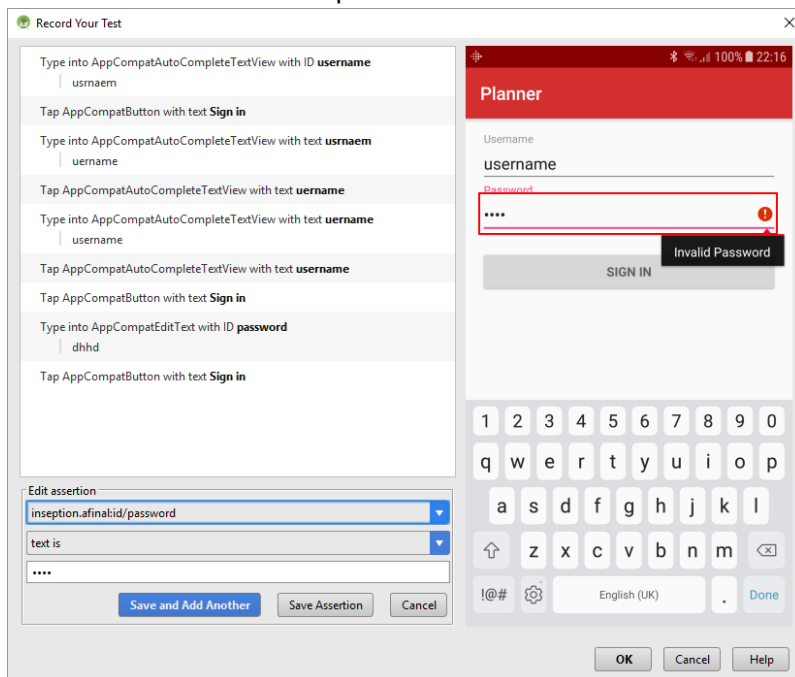 Record Your Test
Type into AppCompatAutoCompleteTextView with ID username
usrnaem
Tap AppCompatButton with text Sign in
Type into AppCompatAutoCompleteTextView with text usrnaem
uername
Tap AppCompatAutoCompleteTextView with text uername
Type into AppCompatAutoCompleteTextView with text uername
username
Tap AppCompatAutoCompleteTextView with text username
Tap AppCompatButton with text Sign in
Type into AppCompatEditText with ID password
dhhd
Tap AppCompatButton with text Sign in
Edit assertion
inseption.afinal:id/password
text is
••••
Save and Add Another Save Assertion Cancel
100% 22:16
Planner
Username
username
Password
••••
Invalid Password
SIGN IN
1 2 3 4 5 6 7 8 9 0
q w e r t y u i o p
a s d f g h j k l
z x c v b n m
!@# English (UK) . Done
OK Cancel Help